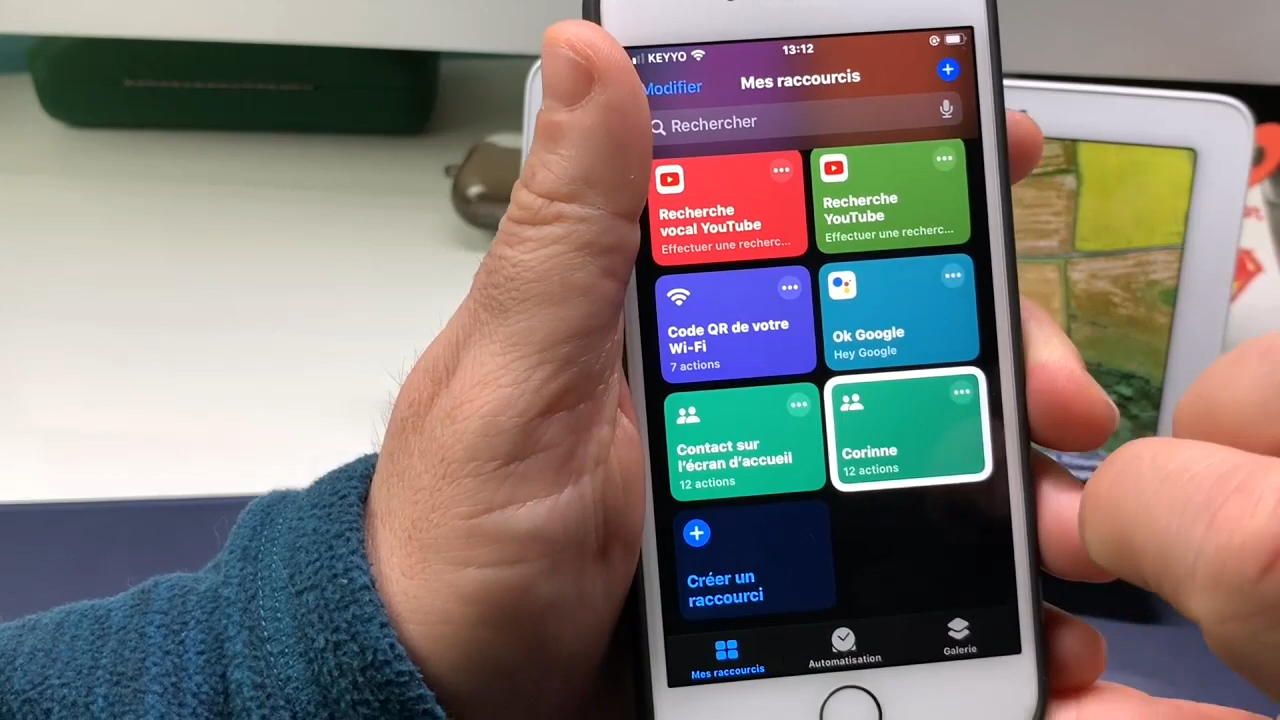 KEYYO
13:12
Modifier
Mes raccourcis
Rechercher
Recherche
vocal YouTube
Effectuer une recherc...
Recherche
YouTube
Effectuer une recherc...
Code QR de votre
Wi-Fi
7 actions
Ok Google
Hey Google
Contact sur
l'écran d'accueil
12 actions
Corinne
12 actions
Créer un
raccourci
Mes raccourcis
Automatisation
Galerie